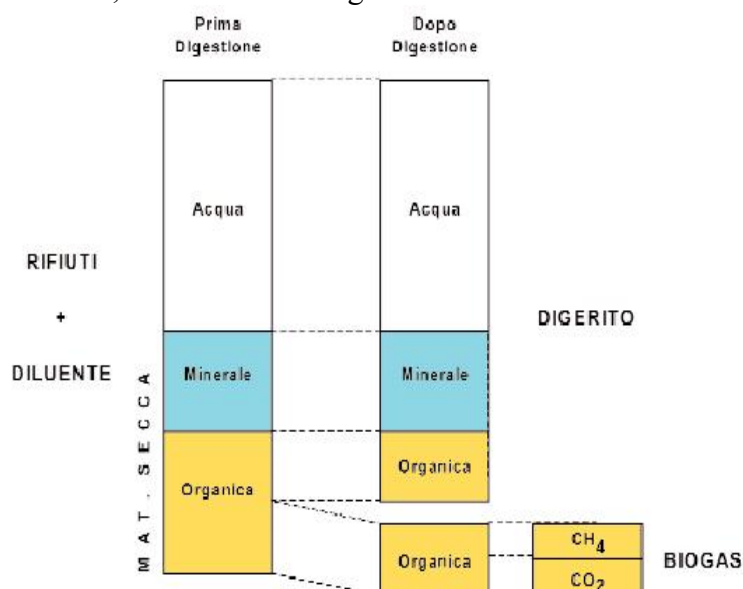 Prima
Digestione
Dopo
Digestione
Acqua
Acqua
RIFIUTI
+
DILUENTE
DIGERITO
Minerale
Minerale
MAT. SECCA
Organica
Organica
Organica
CH4
CO2
BIOGAS